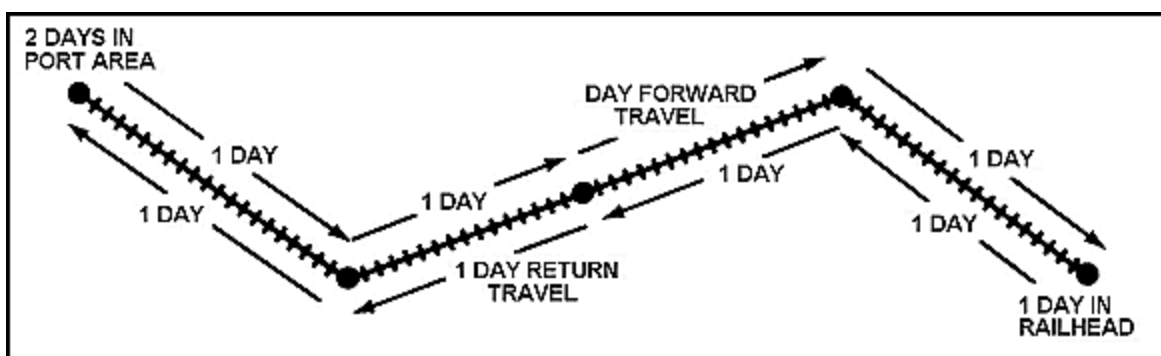 2 DAYS IN
PORT AREA
DAY FORWARD
TRAVEL
1 DAY
1 DAY
1 DAY
1 DAY
1 DAY
1 DAY
1 DAY RETURN
TRAVEL
1 DAY IN
RAILHEAD